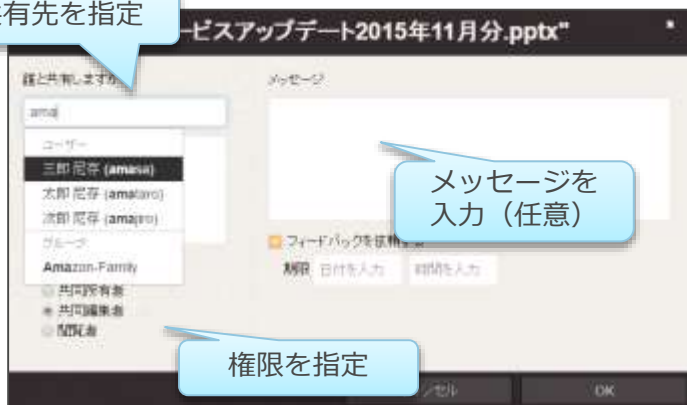 有先を指定
ービスアップデート2015年11月分.pptx"
誰と共有しますか
メッセージ
ama
ユーザー
三郎 尼存 (amasa)
太郎 尼存 (amataro)
次郎 尼存 (amajiro)
グループ
Amazon-Family
共同所有者
共同編集者
閲覧者
メッセージを
入力（任意）
フィードバックを依頼する
期限 日付を入力 時間を入力
権限を指定
ンセル
OK